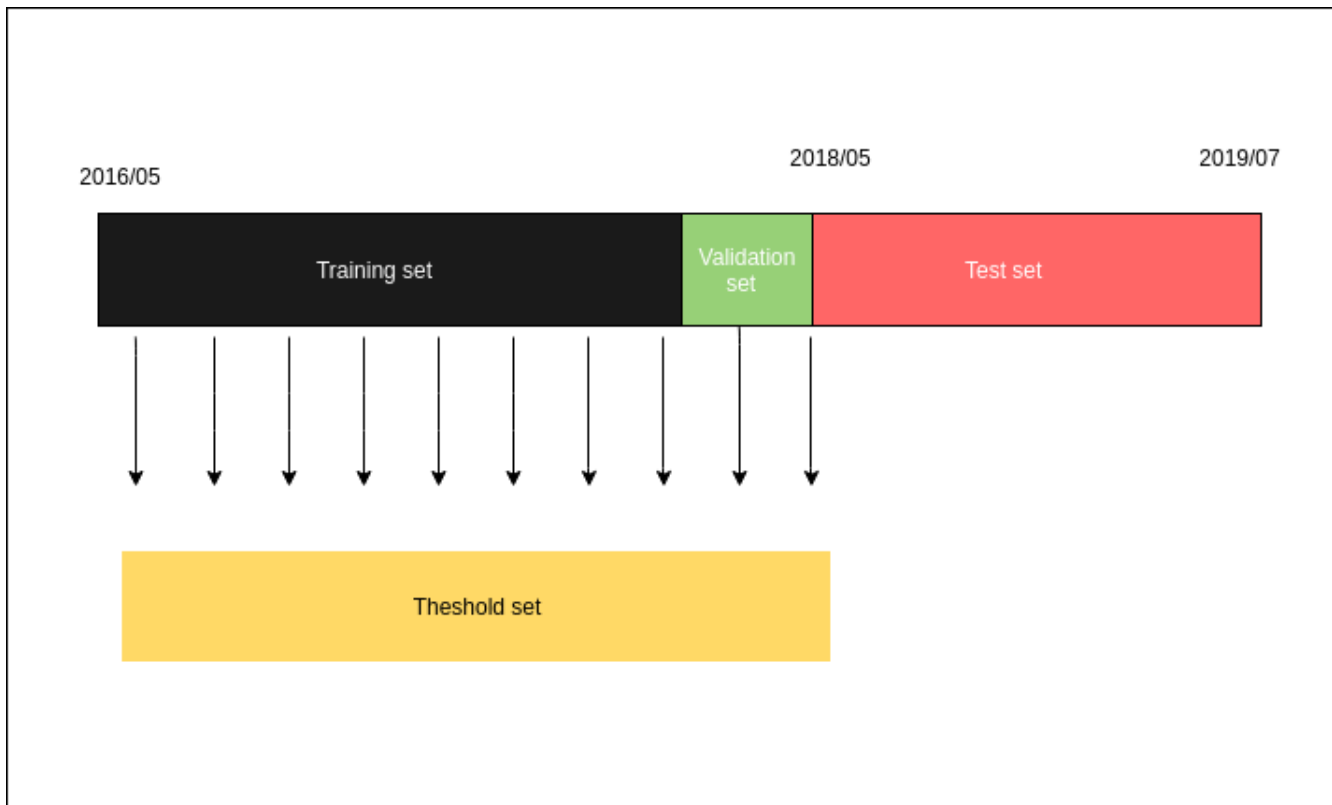 2016/05
2018/05
2019/07
Training set
Validation
set
Test set
Theshold set